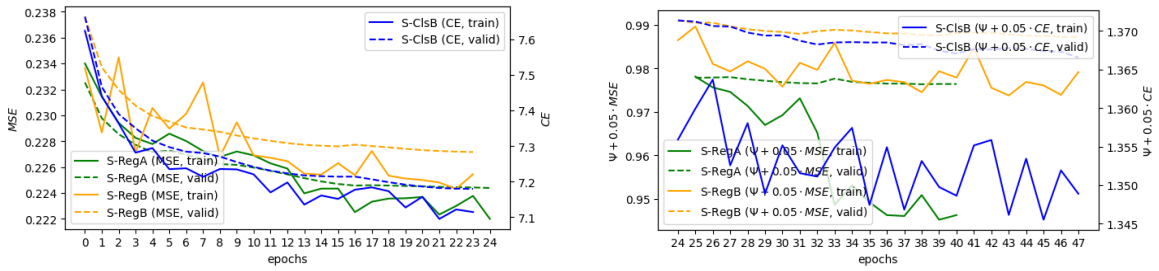 0.238
0.236
0.234
0.232
0.230
0.228
0.226
0.224
0.222
MSE
S-ClsB (CE, train)
S-ClsB (CE, valid)
S-RegA (MSE, train)
S-RegA (MSE, valid)
S-RegB (MSE, train)
S-RegB (MSE, valid)
7.6
7.5
7.4
7.3
7.2
7.1
CE
0 1 2 3 4 5 6 7 8 9 10 11 12 13 14 15 16 17 18 19 20 21 22 23 24
epochs
0.99
0.98
0.97
0.96
0.95
Ψ + 0.05 · MSE
S-ClsB (Ψ + 0.05 · CE, train)
S-ClsB (Ψ + 0.05 · CE, valid)
S-RegA (Ψ + 0.05 · MSE, train)
S-RegA (Ψ + 0.05 · MSE, valid)
S-RegB (Ψ + 0.05 · MSE, train)
S-RegB (Ψ + 0.05 · MSE, valid)
1.370
1.365
1.360
1.355
1.350
1.345
Ψ + 0.05 · CE
24 25 26 27 28 29 30 31 32 33 34 35 36 37 38 39 40 41 42 43 44 45 46 47
epochs